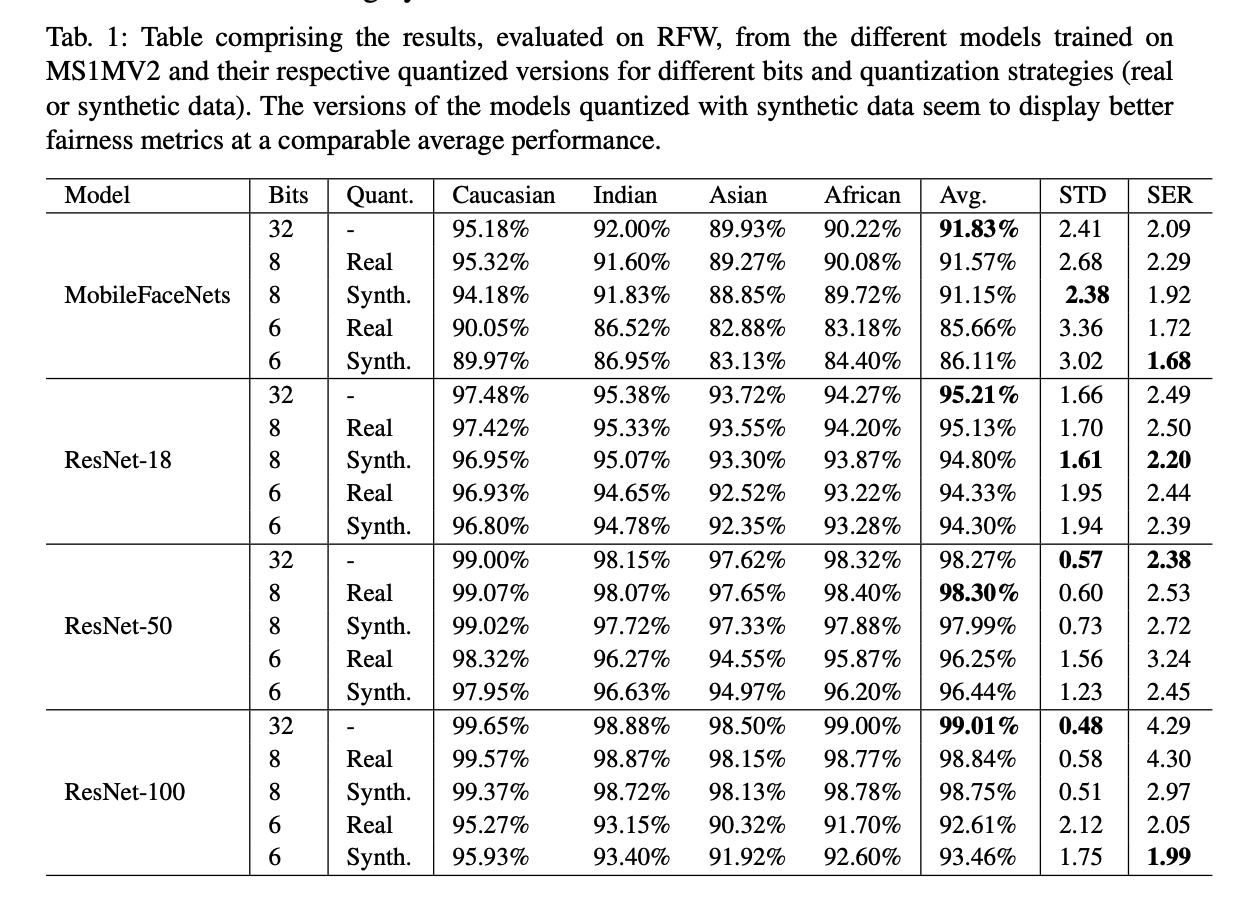 Tab. 1: Table comprising the results, evaluated on RFW, from the different models trained on
MS1MV2 and their respective quantized versions for different bits and quantization strategies (real
or synthetic data). The versions of the models quantized with synthetic data seem to display better
fairness metrics at a comparable average performance.
Model Bits Quant. Caucasian Indian Asian African Avg. STD SER
32 - 95.18% 92.00% 89.93% 90.22% 91.83% 2.41 2.09
8 Real 95.32% 91.60% 89.27% 90.08% 91.57% 2.68 2.29
MobileFaceNets 8 Synth. 94.18% 91.83% 88.85% 89.72% 91.15% 2.38 1.92
6 Real 90.05% 86.52% 82.88% 83.18% 85.66% 3.36 1.72
6 Synth. 89.97% 86.95% 83.13% 84.40% 86.11% 3.02 1.68
32 - 97.48% 95.38% 93.72% 94.27% 95.21% 1.66 2.49
8 Real 97.42% 95.33% 93.55% 94.20% 95.13% 1.70 2.50
ResNet-18 8 Synth. 96.95% 95.07% 93.30% 93.87% 94.80% 1.61 2.20
6 Real 96.93% 94.65% 92.52% 93.22% 94.33% 1.95 2.44
6 Synth. 96.80% 94.78% 92.35% 93.28% 94.30% 1.94 2.39
32 - 99.00% 98.15% 97.62% 98.32% 98.27% 0.57 2.38
8 Real 99.07% 98.07% 97.65% 98.40% 98.30% 0.60 2.53
ResNet-50 8 Synth. 99.02% 97.72% 97.33% 97.88% 97.99% 0.73 2.72
6 Real 98.32% 96.27% 94.55% 95.87% 96.25% 1.56 3.24
6 Synth. 97.95% 96.63% 94.97% 96.20% 96.44% 1.23 2.45
32 - 99.65% 98.88% 98.50% 99.00% 99.01% 0.48 4.29
8 Real 99.57% 98.87% 98.15% 98.77% 98.84% 0.58 4.30
ResNet-100 8 Synth. 99.37% 98.72% 98.13% 98.78% 98.75% 0.51 2.97
6 Real 95.27% 93.15% 90.32% 91.70% 92.61% 2.12 2.05
6 Synth. 95.93% 93.40% 91.92% 92.60% 93.46% 1.75 1.99